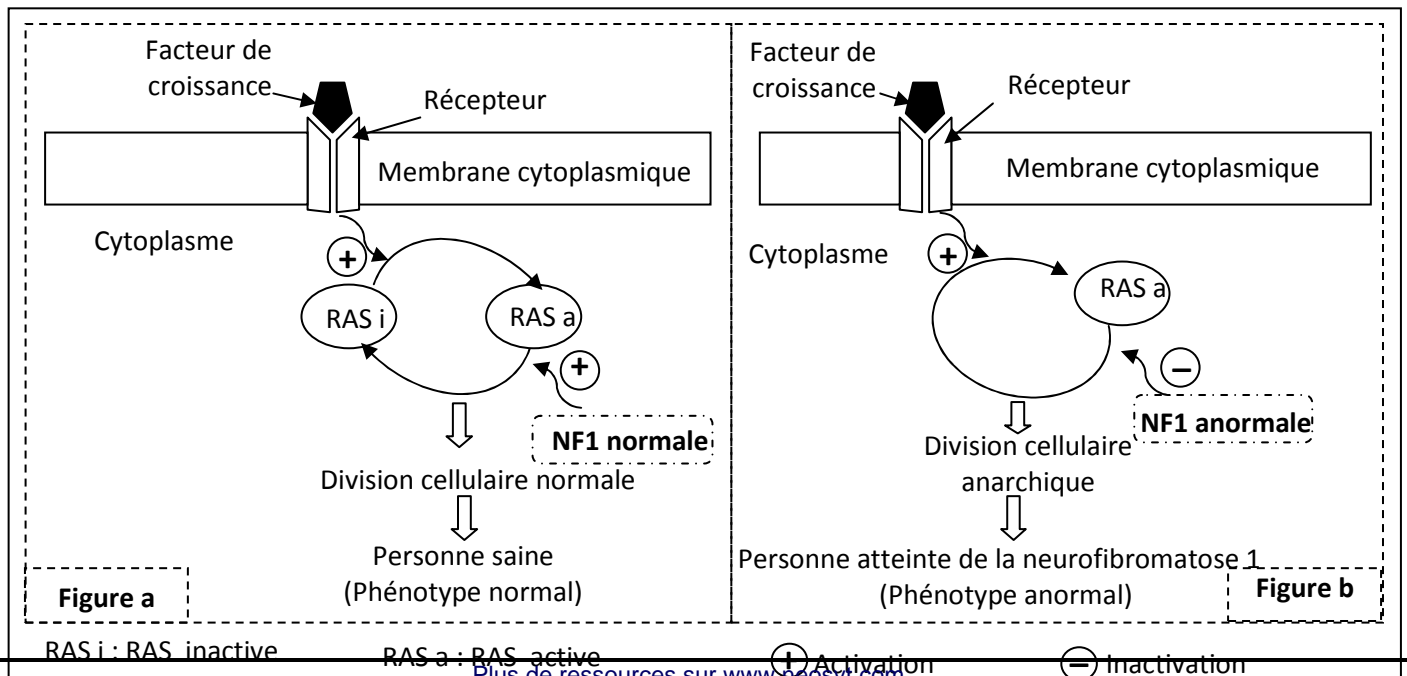 Facteur de
croissance
Récepteur
Membrane cytoplasmique
Cytoplasme
+
RAS i
RAS a
+
NF1 normale
Division cellulaire normale
Personne saine
(Phénotype normal)
Figure a
Facteur de
croissance
Récepteur
Membrane cytoplasmique
Cytoplasme
+
RAS a
−
NF1 anormale
Division cellulaire
anarchique
Personne atteinte de la neurofibromatose 1
(Phénotype anormal)
Figure b
RAS i : RAS inactive
RAS a : RAS active
+ Activation
− Inactivation
Plus de ressources sur www.neosvt.com